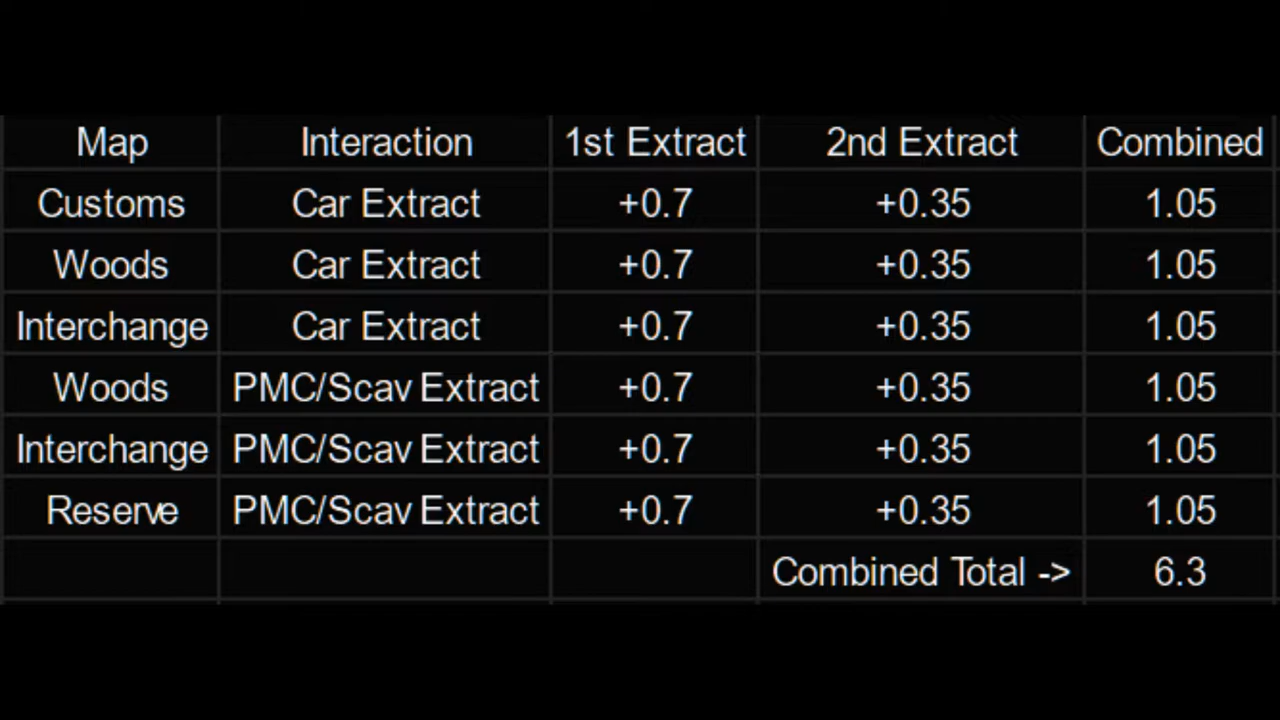 Map Interaction 1st Extract 2nd Extract Combined
Customs Car Extract +0.7 +0.35 1.05
Woods Car Extract +0.7 +0.35 1.05
Interchange Car Extract +0.7 +0.35 1.05
Woods PMC/Scav Extract +0.7 +0.35 1.05
Interchange PMC/Scav Extract +0.7 +0.35 1.05
Reserve PMC/Scav Extract +0.7 +0.35 1.05
Combined Total -> 6.3